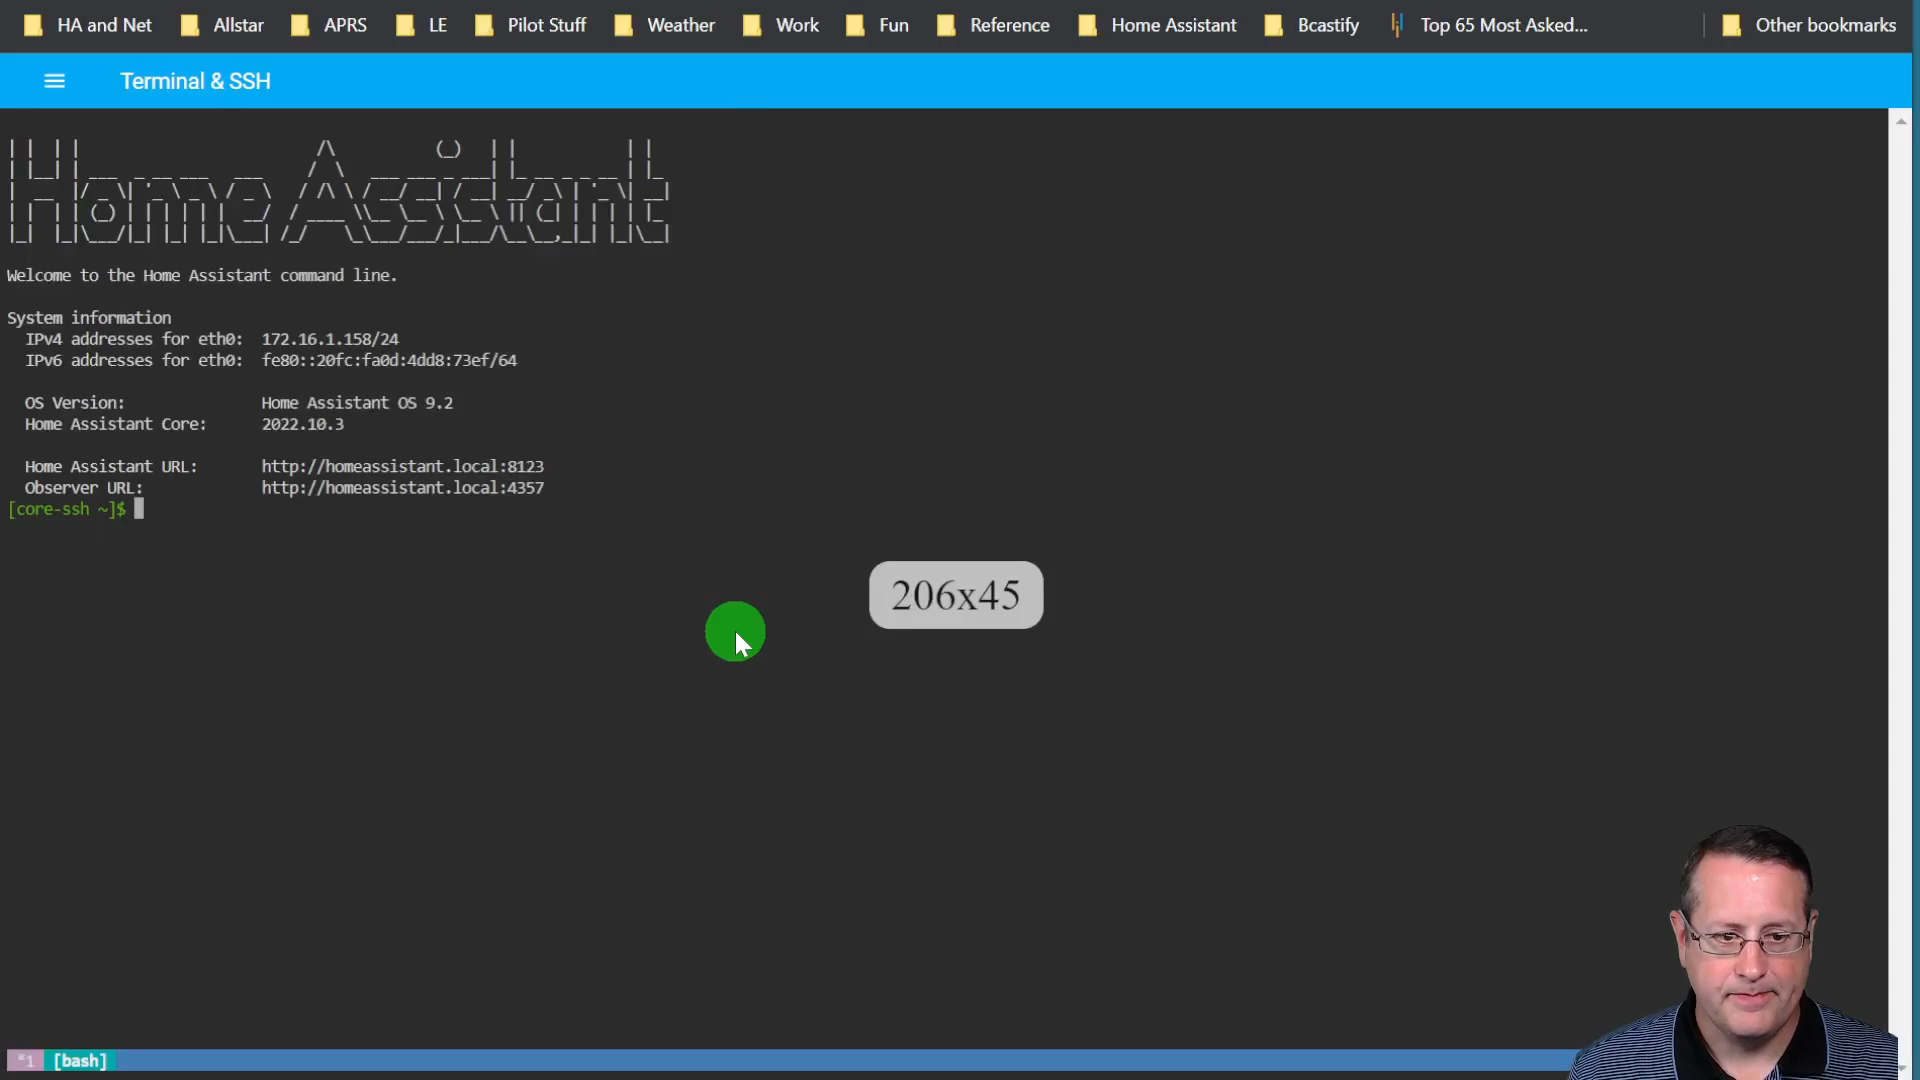 HA and Net Allstar APRS LE Pilot Stuff Weather Work Fun Reference Home Assistant Bcastify Top 65 Most Asked... Other bookmarks
Terminal & SSH
Home Assistant
Welcome to the Home Assistant command line.
System information
IPv4 addresses for eth0: 172.16.1.158/24
IPv6 addresses for eth0: fe80::20fc:fa0d:4dd8:73ef/64
OS Version: Home Assistant OS 9.2
Home Assistant Core: 2022.10.3
Home Assistant URL: http://homeassistant.local:8123
Observer URL: http://homeassistant.local:4357
[core-ssh ~]$
206x45
*1 [bash]